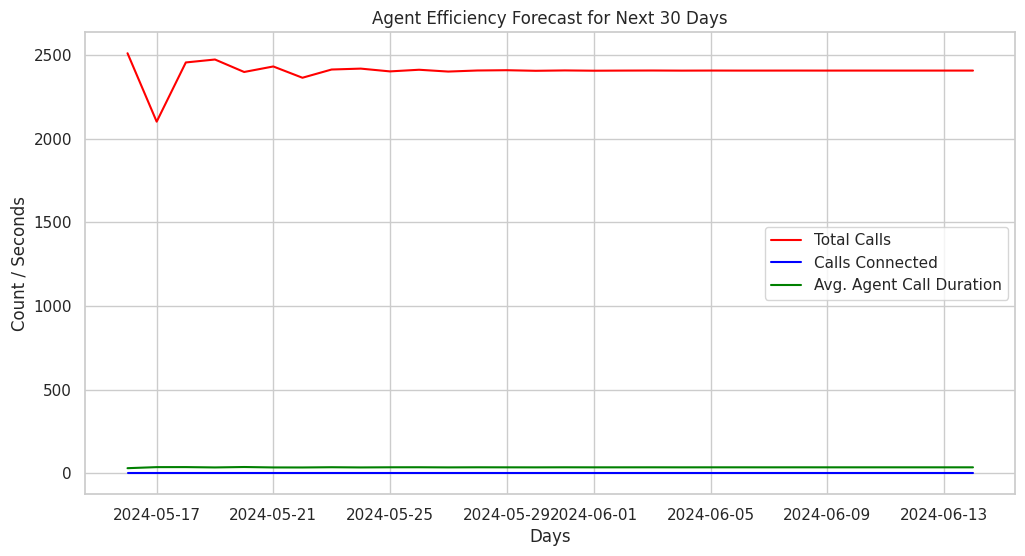 Agent Efficiency Forecast for Next 30 Days
Count / Seconds
2500
2000
1500
1000
500
0
Total Calls
Calls Connected
Avg. Agent Call Duration
2024-05-17 2024-05-21 2024-05-25 2024-05-29 2024-06-01 2024-06-05 2024-06-09 2024-06-13
Days